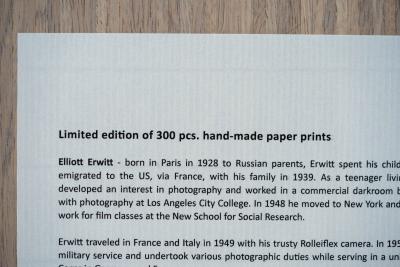 Limited edition of 300 pcs. hand-made paper prints
Elliott Erwitt - born in Paris in 1928 to Russian parents, Erwitt spent his
emigrated to the US, via France, with his family in 1939. As a teenager
developed an interest in photography and worked in a commercial darkroom
with photography at Los Angeles City College. In 1948 he moved to New York and
work for film classes at the New School for Social Research.
Erwitt traveled in France and Italy in 1949 with his trusty Rolleiflex camera. In
military service and undertook various photographic duties while serving in a